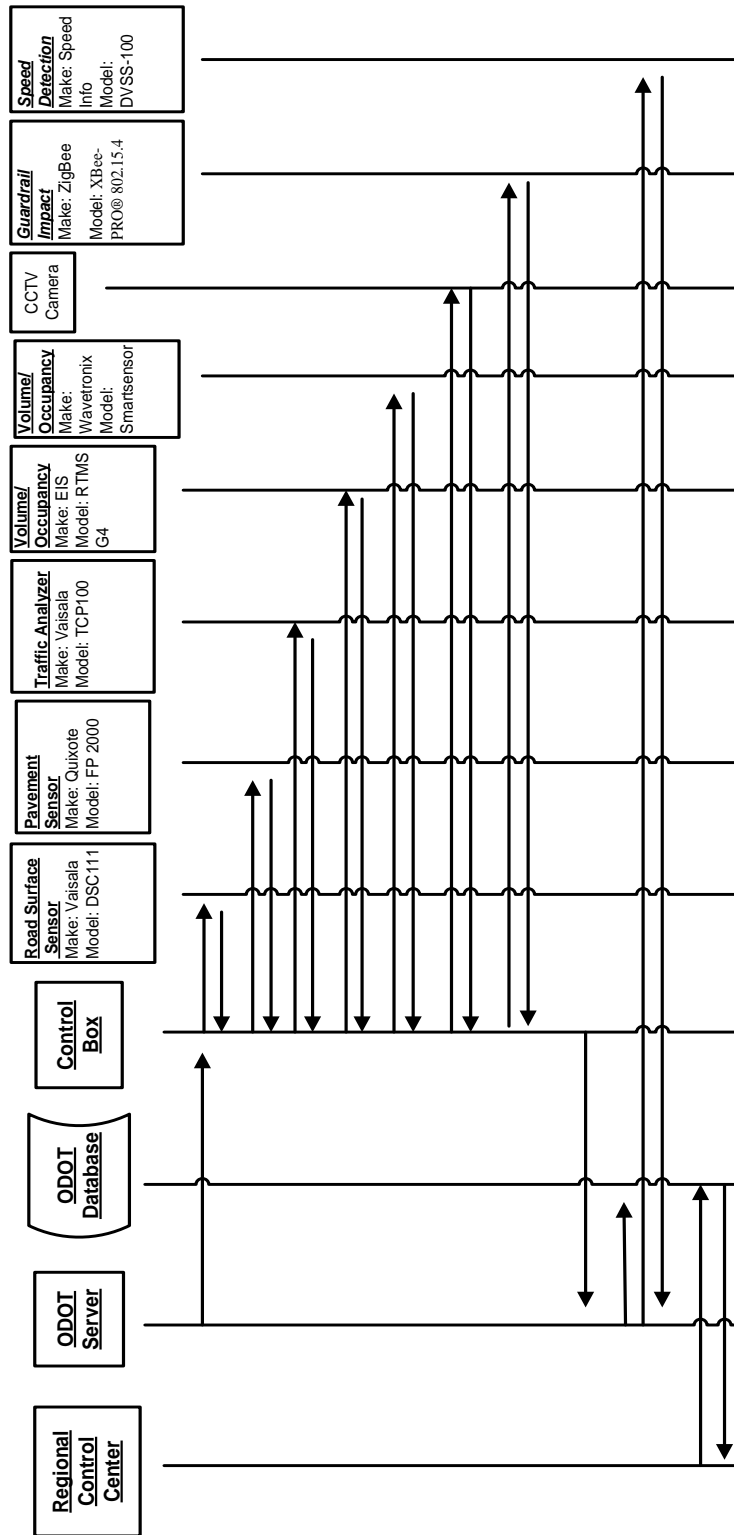 Regional
Control
Center
ODOT
Server
ODOT
Database
Control
Box
Road Surface
Sensor
Make: Vaisala
Model: DSC111
Pavement
Sensor
Make: Quixote
Model: FP 2000
Traffic Analyzer
Make: Vaisala
Model: TCP100
Volume/
Occupancy
Make: EIS
Model: RTMS
G4
Volume/
Occupancy
Make:
Wavetronix
Model:
Smartsensor
CCTV
Camera
Guardrail
Impact
Make: ZigBee
Model: XBee-
PRO® 802.15.4
Speed
Detection
Make: Speed
Info
Model:
DVSS-100